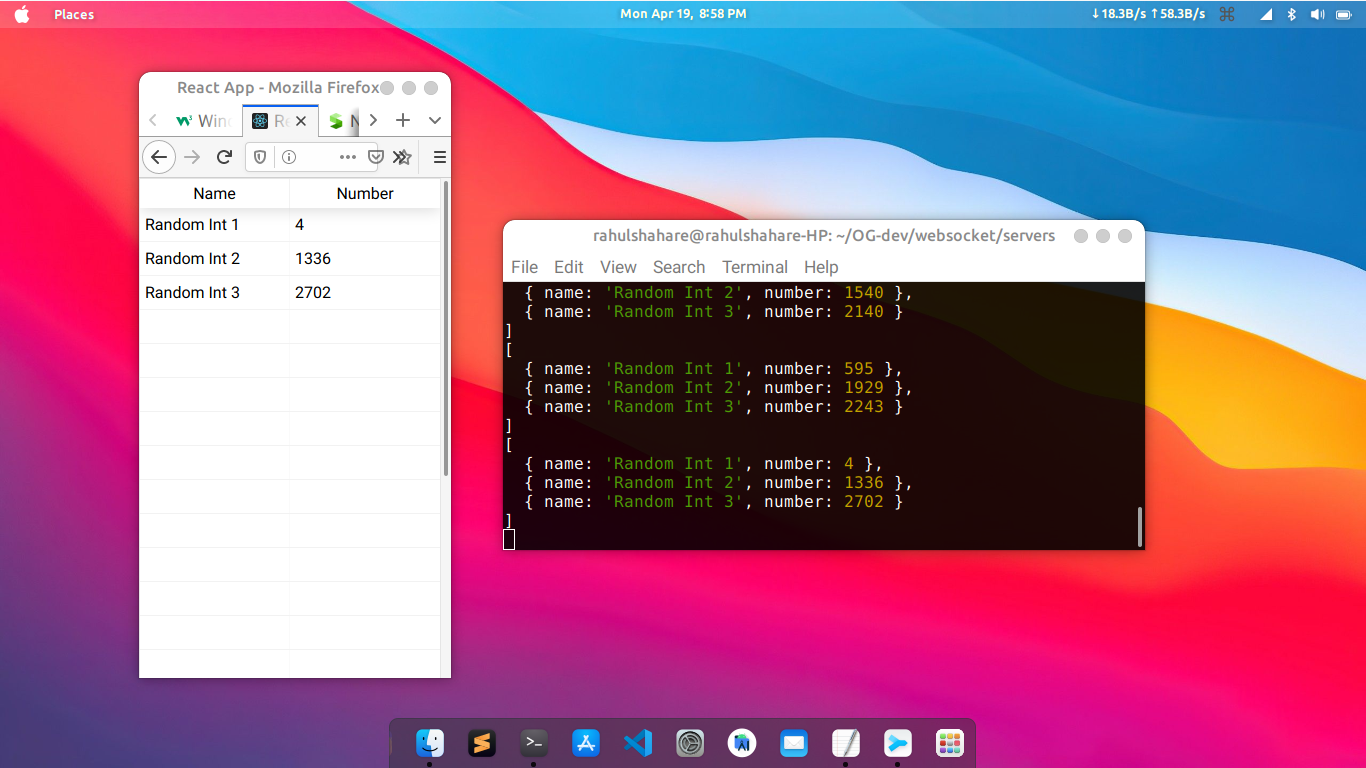 Places
Mon Apr 19, 8:58 PM
↓18.3B/s ↑58.3B/s
React App - Mozilla Firefox
Name Number
Random Int 1 4
Random Int 2 1336
Random Int 3 2702
rahulshahare@rahulshahare-HP: ~/OG-dev/websocket/servers
File Edit View Search Terminal Help
{ name: 'Random Int 2', number: 1540 },
{ name: 'Random Int 3', number: 2140 }
]
[
{ name: 'Random Int 1', number: 595 },
{ name: 'Random Int 2', number: 1929 },
{ name: 'Random Int 3', number: 2243 }
]
[
{ name: 'Random Int 1', number: 4 },
{ name: 'Random Int 2', number: 1336 },
{ name: 'Random Int 3', number: 2702 }
]